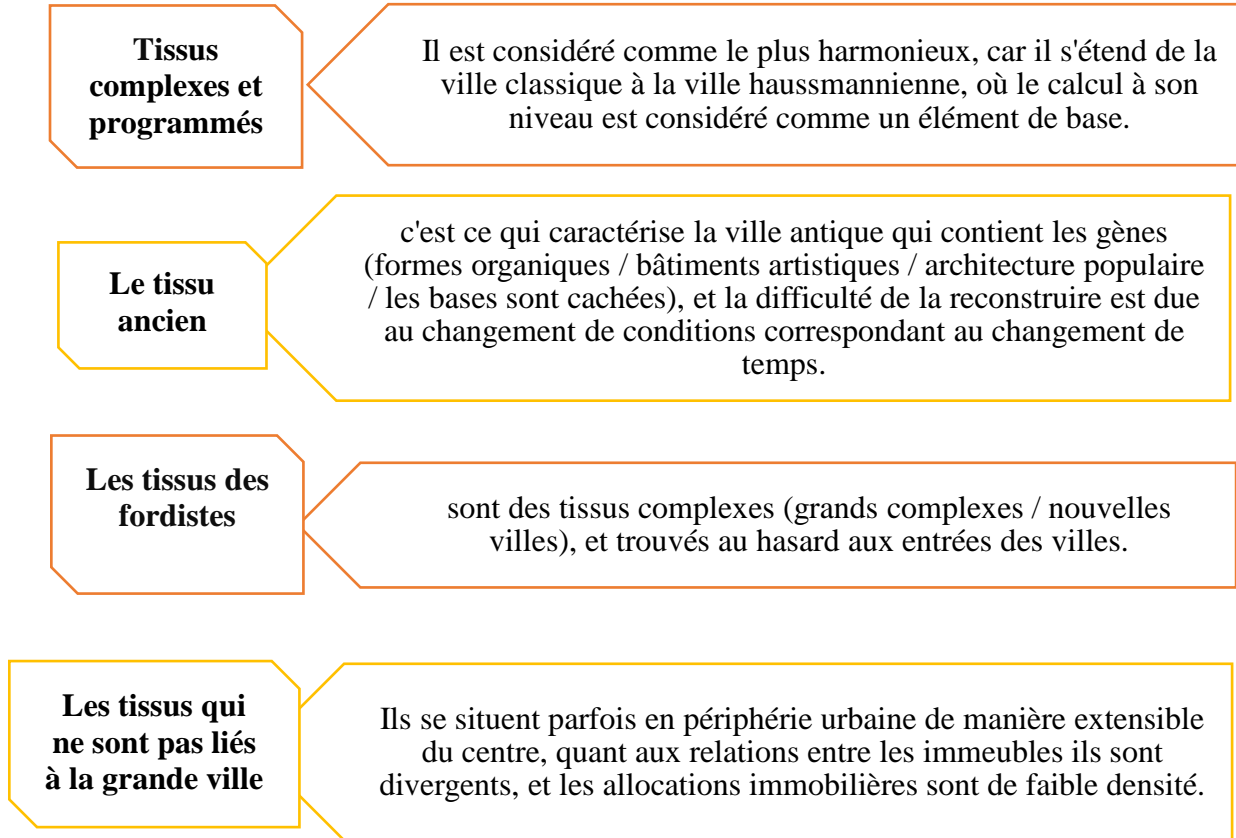 Tissus
complexes et
programmés
Il est considéré comme le plus harmonieux, car il s'étend de la
ville classique à la ville haussmannienne, où le calcul à son
niveau est considéré comme un élément de base.
Le tissu
ancien
c'est ce qui caractérise la ville antique qui contient les gènes
(formes organiques / bâtiments artistiques / architecture populaire
/ les bases sont cachées), et la difficulté de la reconstruire est due
au changement de conditions correspondant au changement de
temps.
Les tissus des
fordistes
sont des tissus complexes (grands complexes / nouvelles
villes), et trouvés au hasard aux entrées des villes.
Les tissus qui
ne sont pas liés
à la grande ville
Ils se situent parfois en périphérie urbaine de manière extensible
du centre, quant aux relations entre les immeubles ils sont
divergents, et les allocations immobilières sont de faible densité.